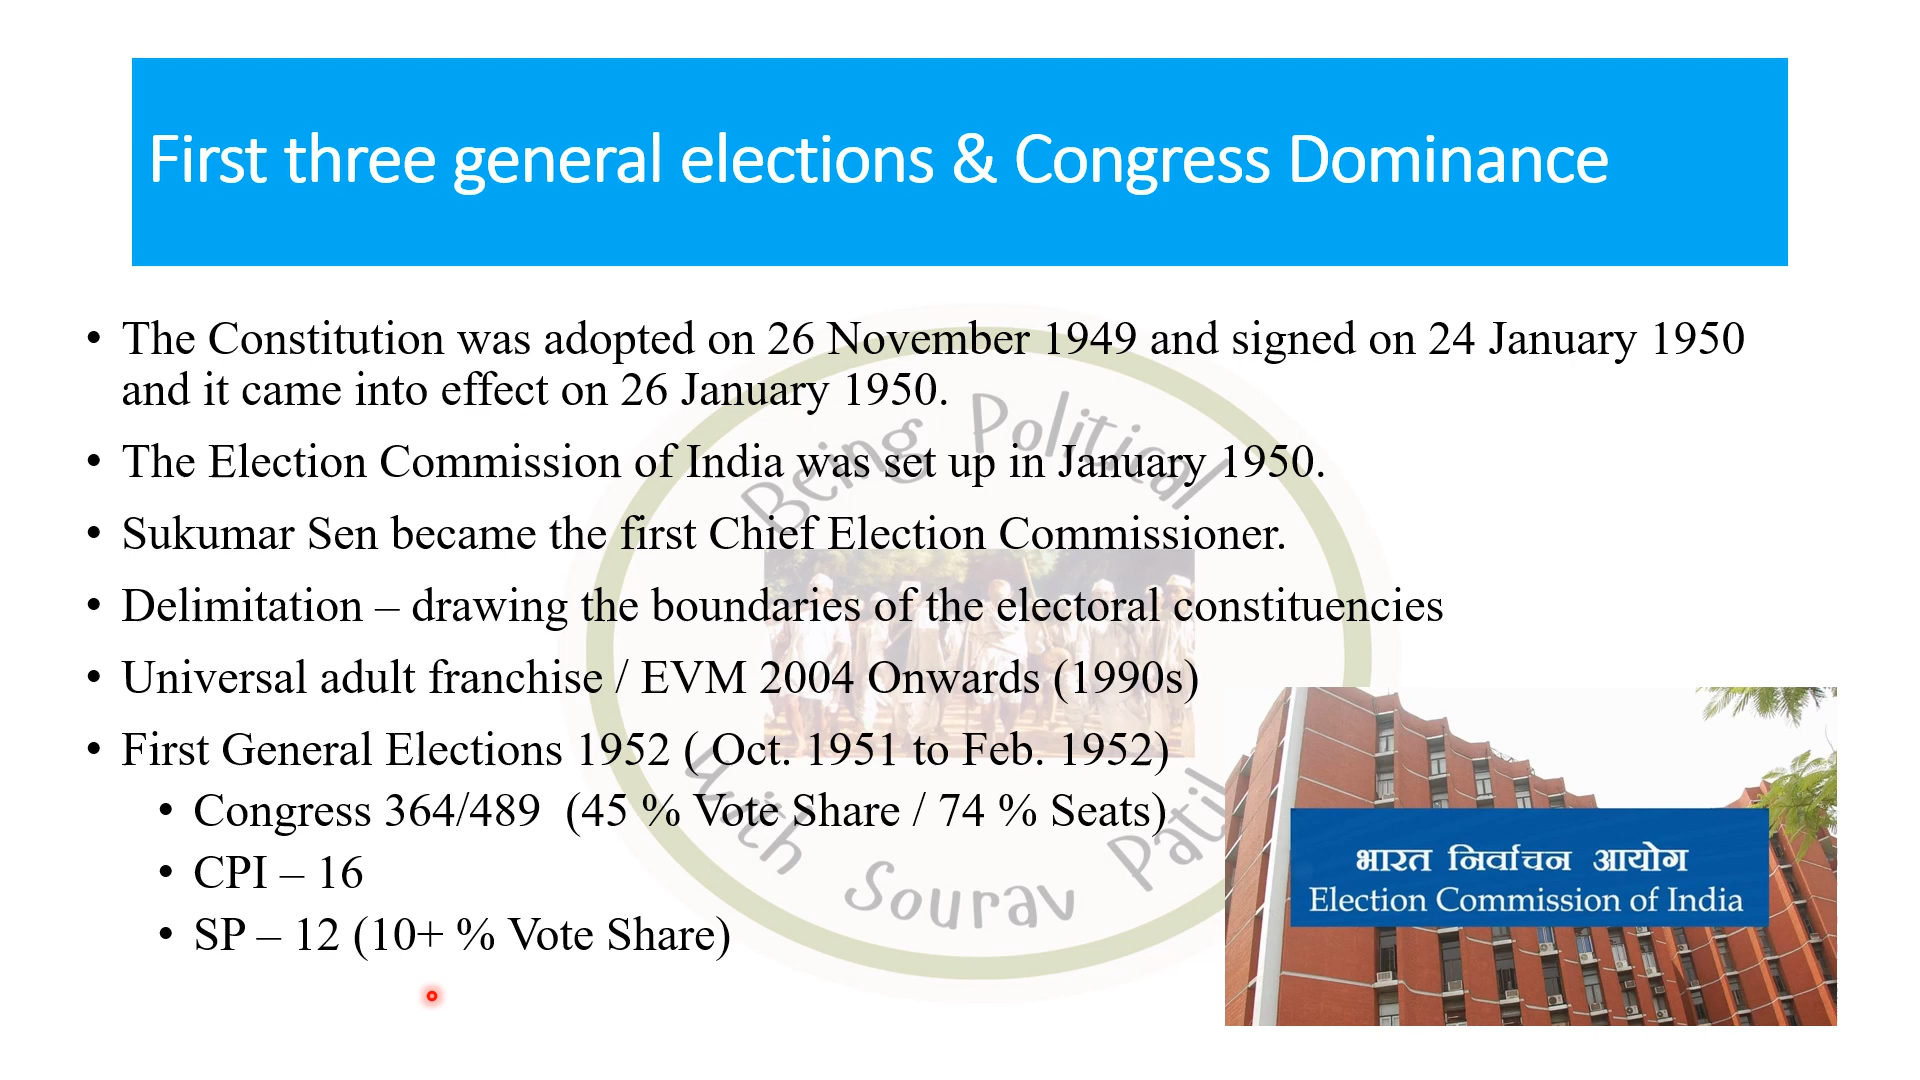 First three general elections & Congress Dominance
• The Constitution was adopted on 26 November 1949 and signed on 24 January 1950
and it came into effect on 26 January 1950.
• The Election Commission of India was set up in January 1950.
• Sukumar Sen became the first Chief Election Commissioner.
• Delimitation – drawing the boundaries of the electoral constituencies
• Universal adult franchise / EVM 2004 Onwards (1990s)
• First General Elections 1952 ( Oct. 1951 to Feb. 1952)
• Congress 364/489  (45 % Vote Share / 74 % Seats)
• CPI – 16
• SP – 12 (10+ % Vote Share)
Being Political
with Sourav Patil
भारत निर्वाचन आयोग
Election Commission of India